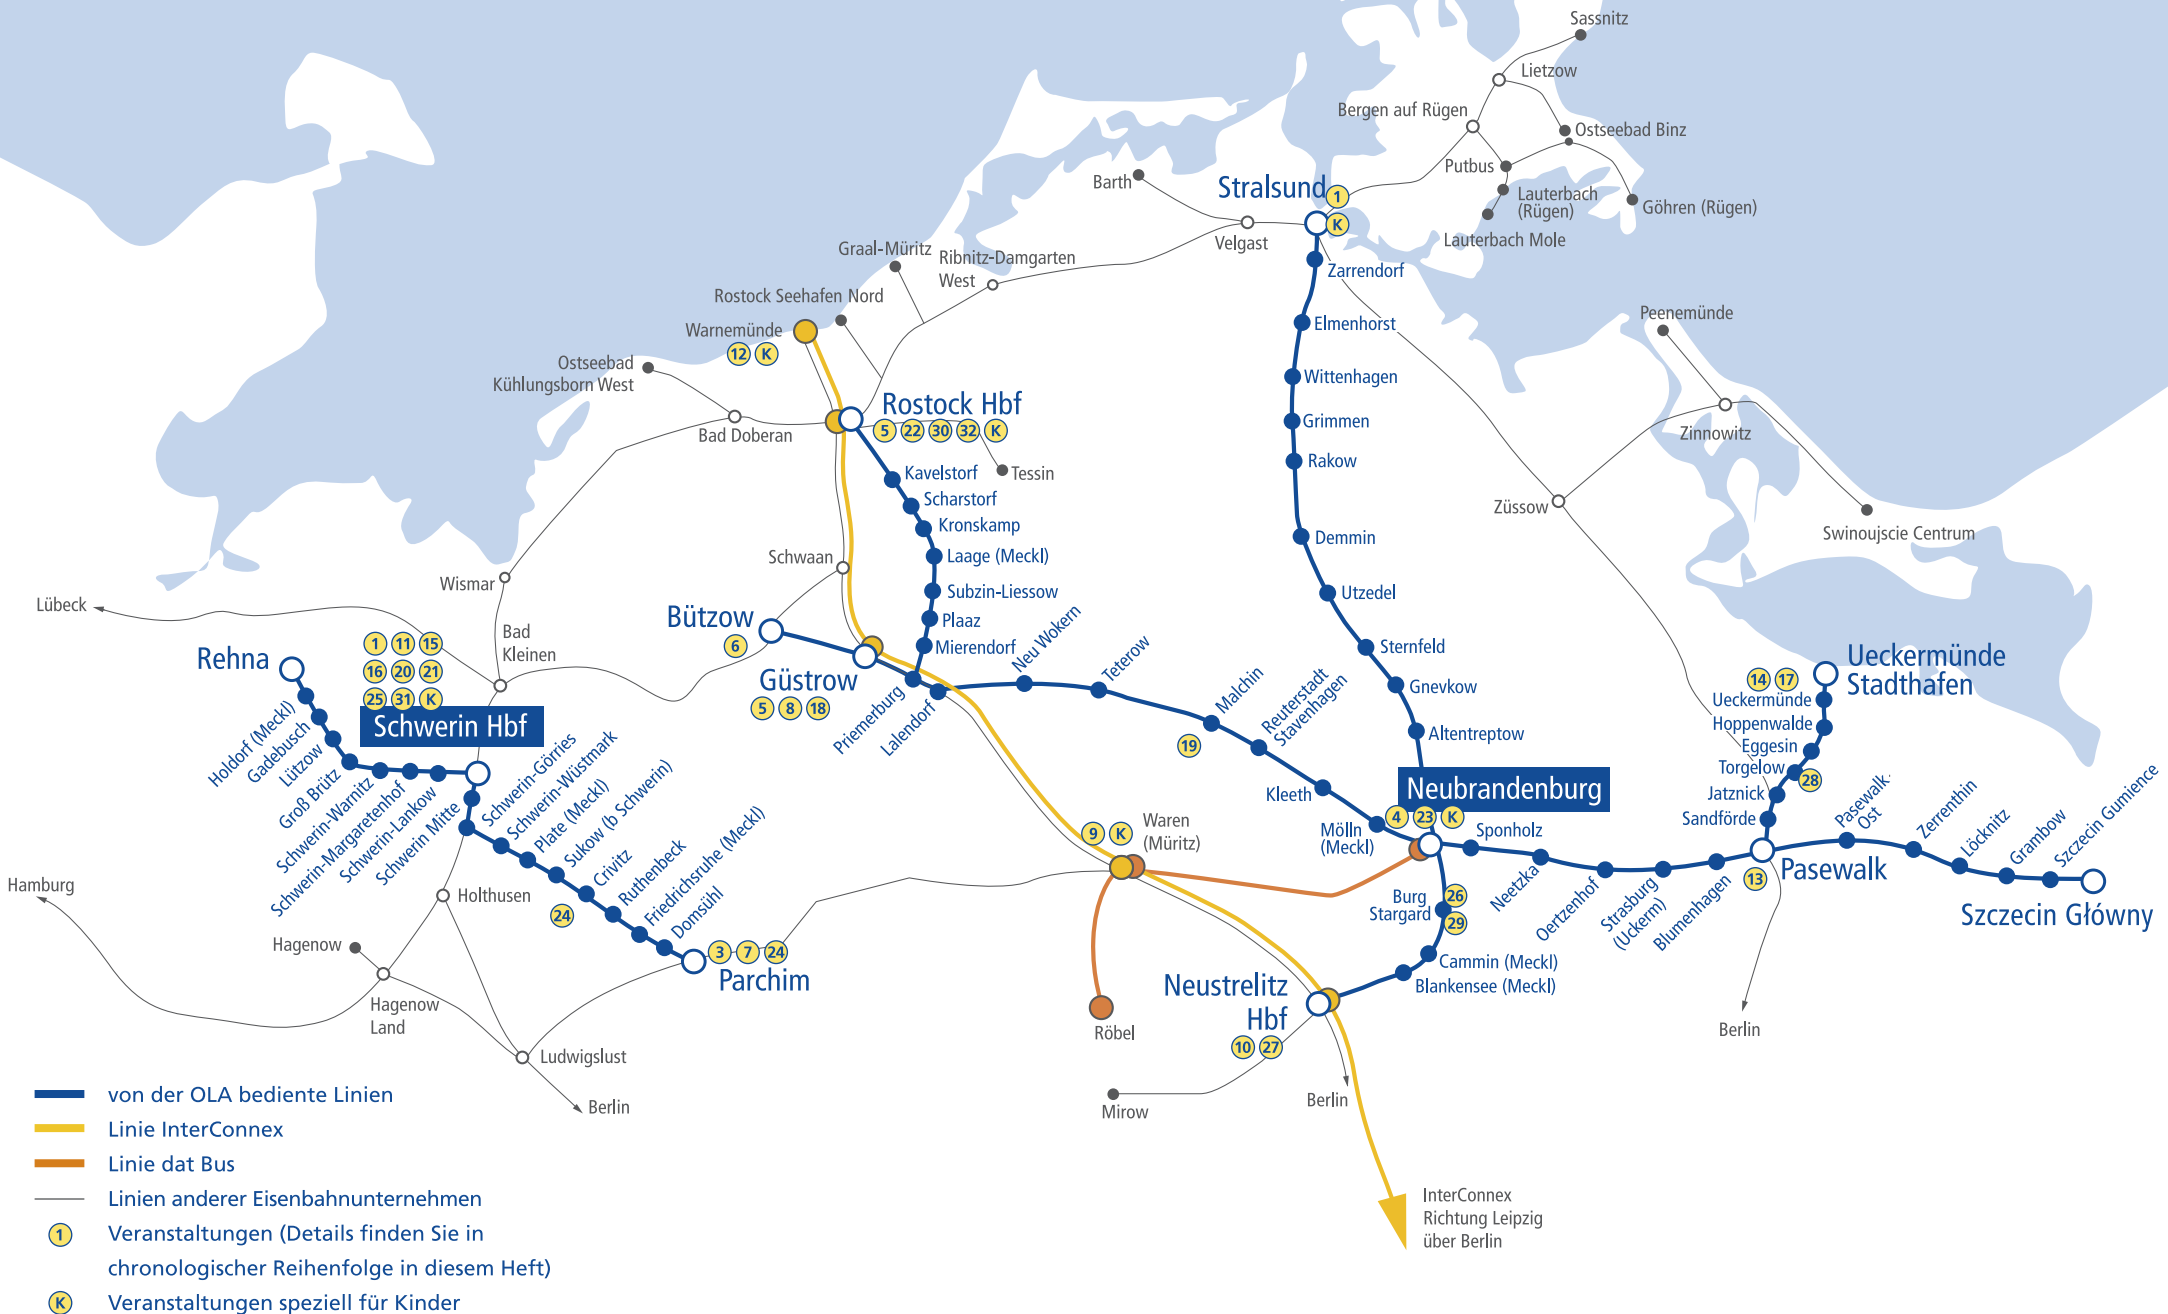 Sassnitz
Lietzow
Bergen auf Rügen
Ostseebad Binz
Putbus
Lauterbach
(Rügen)
Göhren (Rügen)
Lauterbach Mole
Barth
Stralsund
1
K
Velgast
Graal-Müritz
Ribnitz-Damgarten
West
Zarrendorf
Rostock Seehafen Nord
Warnemünde
12 K
Elmenhorst
Peenemünde
Ostseebad
Kühlungsborn West
Wittenhagen
Rostock Hbf
5 22 30 32 K
Bad Doberan
Grimmen
Zinnowitz
Rakow
Kavelstorf
Tessin
Scharstorf
Kronskamp
Züssow
Swinoujscie Centrum
Demmin
Schwaan
Laage (Meckl)
Wismar
Subzin-Liessow
Utzedel
Lübeck
Bützow
6
Plaaz
Mierendorf
Neu Wokern
Teterow
Sternfeld
Bad
Kleinen
1 11 15
16 20 21
25 31 K
Rehna
Schwerin Hbf
Güstrow
5 8 18
Priemerburg
Lalendorf
Malchin
19
Reuterstadt
Stavenhagen
Gnevkow
Altentreptow
Ueckermünde
Stadthafen
14 17
Ueckermünde
Hoppenwalde
Eggesin
Torgelow
28
Jatznick
Sandförde
Holdorf (Meckl)
Gadebusch
Lützow
Groß Brütz
Schwerin-Warnitz
Schwerin-Margaretenhof
Schwerin-Lankow
Schwerin Mitte
Schwerin-Görries
Schwerin-Wüstmark
Plate (Meckl)
Sukow (b Schwerin)
Crivitz
24
Ruthenbeck
Friedrichsruhe (Meckl)
Domsühl
3 7 24
Parchim
Kleeth
Mölln
(Meckl)
Neubrandenburg
4 23 K
Sponholz
Neetzka
Oertzenhof
Strasburg
(Uckerm)
Blumenhagen
13
Pasewalk
Pasewalk-
Ost
Zerrenthin
Löcknitz
Grambow
Szczecin Gumience
Szczecin Główny
9 K
Waren
(Müritz)
Hamburg
Holthusen
Hagenow
Hagenow
Land
Burg
Stargard
26
29
Cammin (Meckl)
Blankensee (Meckl)
Neustrelitz
Hbf
10 27
Röbel
Berlin
Ludwigslust
Berlin
Mirow
Berlin
InterConnex
Richtung Leipzig
über Berlin
von der OLA bediente Linien
Linie InterConnex
Linie dat Bus
Linien anderer Eisenbahnunternehmen
1 Veranstaltungen (Details finden Sie in
chronologischer Reihenfolge in diesem Heft)
K Veranstaltungen speziell für Kinder